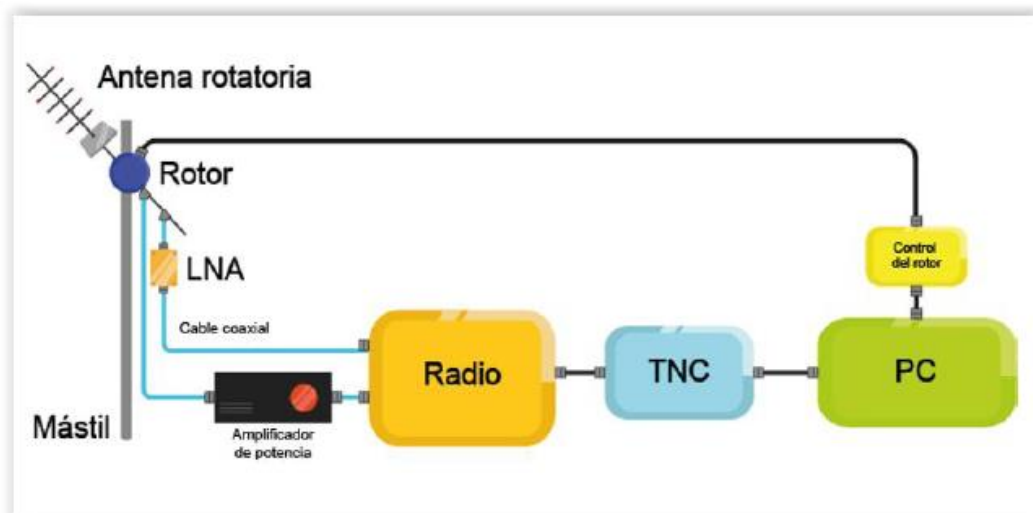 Antena rotatoria
Rotor
LNA
Control
del rotor
Cable coaxial
Radio
TNC
PC
Mástil
Amplificador
de potencia